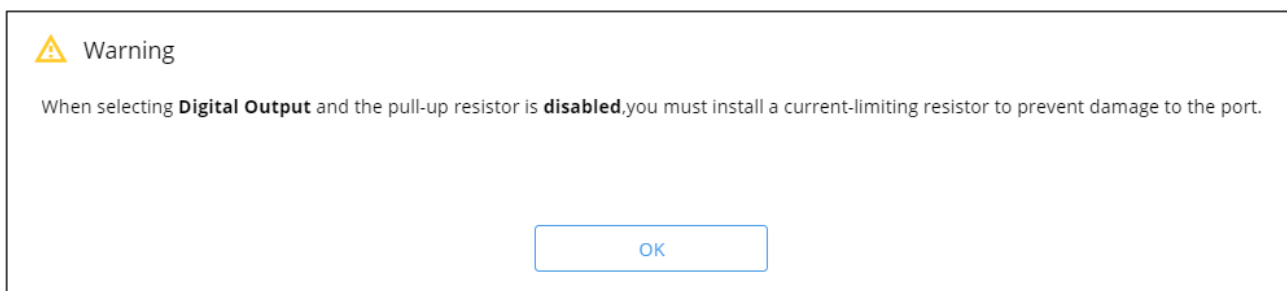 Warning
When selecting Digital Output and the pull-up resistor is disabled,you must install a current-limiting resistor to prevent damage to the port.
OK